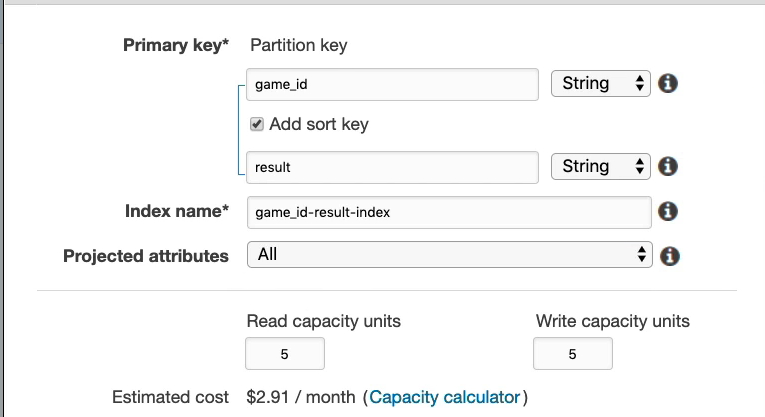 Primary key* Partition key
game_id String
Add sort key
result String
Index name* game_id-result-index
Projected attributes All
Read capacity units Write capacity units
5 5
Estimated cost $2.91 / month (Capacity calculator)